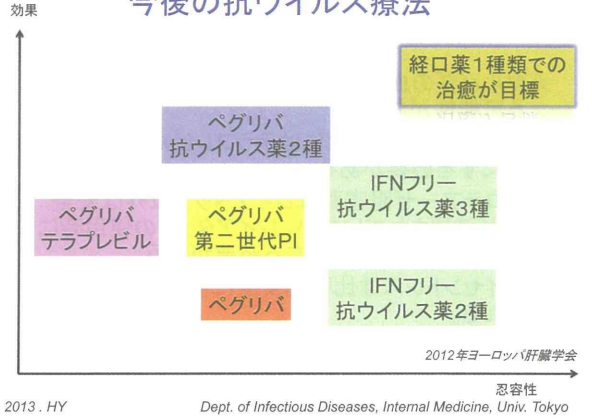 今後の抗ウイルス療法
効果
経口薬1種類での
治癒が目標
ペグリバ
抗ウイルス薬2種
IFNフリー
抗ウイルス薬3種
ペグリバ
テラプレビル
ペグリバ
第二世代PI
ペグリバ
IFNフリー
抗ウイルス薬2種
2012年ヨーロッパ肝臓学会
忍容性
2013 . HY
Dept. of Infectious Diseases, Internal Medicine, Univ. Tokyo